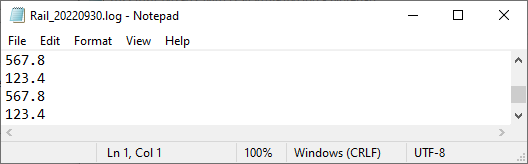 Rail_20220930.log - Notepad
File Edit Format View Help
567.8
123.4
567.8
123.4
Ln 1, Col 1 100% Windows (CRLF) UTF-8